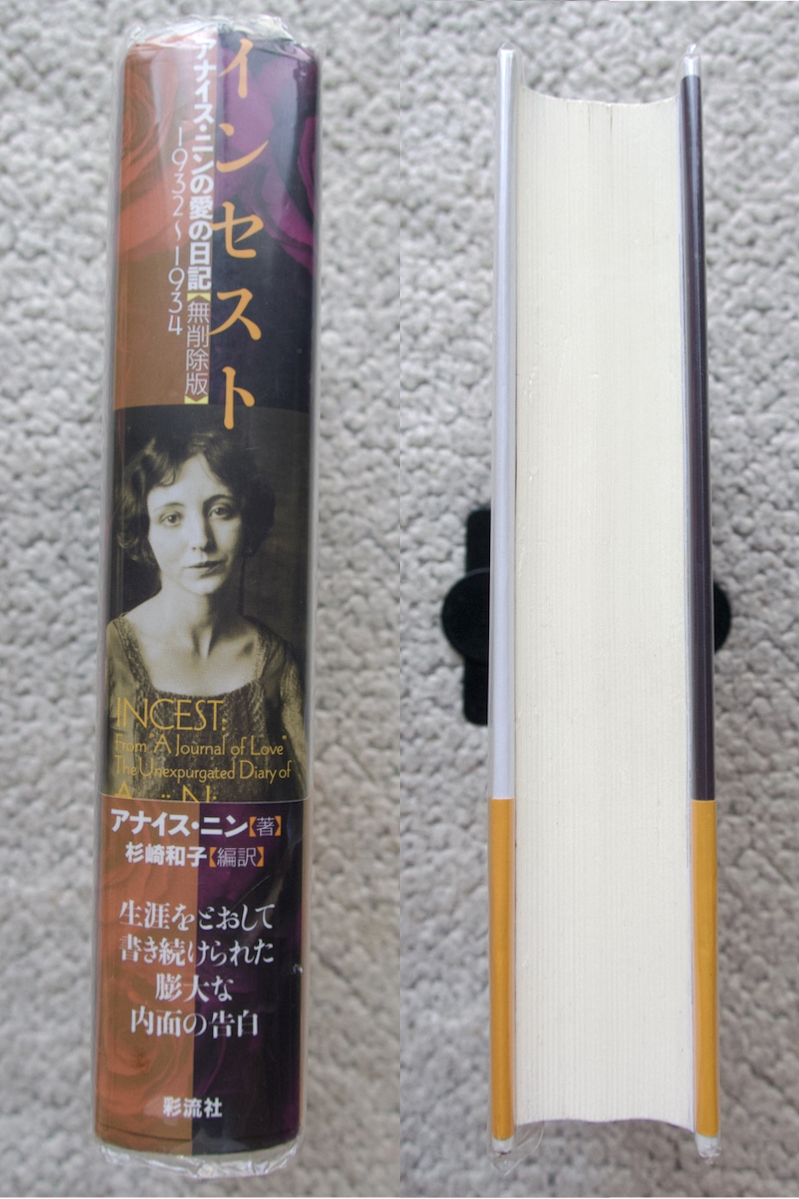 インセスト
アナイス・ニンの愛の日記【無削除版】
1932〜1934
INCEST:
From "A Journal of Love"
The Unexpurgated Diary of
アナイス・ニン【著】
杉崎和子【編訳】
生涯をとおして
書き続けられた
膨大な
内面の告白
彩流社